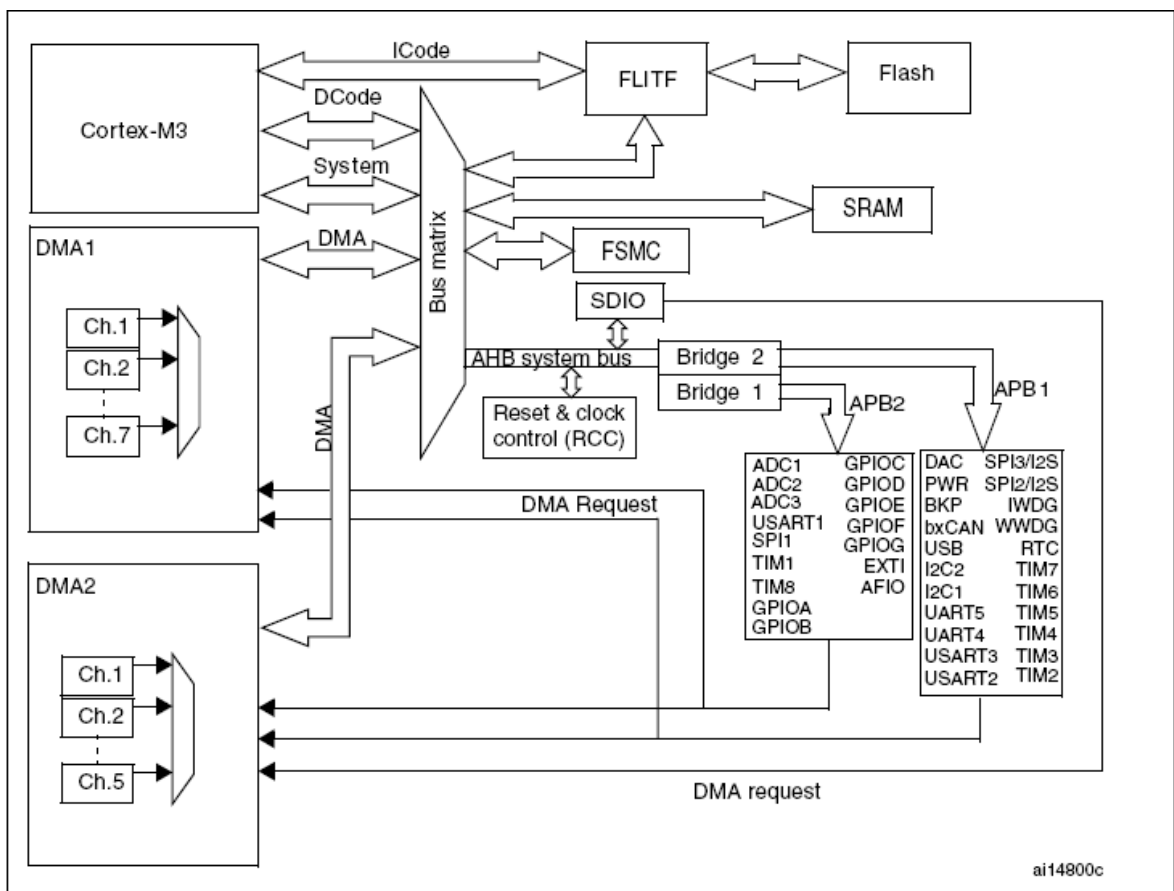 ICode
Cortex-M3
DCode
System
FLITF
Flash
SRAM
DMA1
DMA
Bus matrix
FSMC
SDIO
Ch.1
Ch.2
Ch.7
AHB system bus
Bridge 2
Bridge 1
Reset & clock
control (RCC)
APB2
APB1
DMA
DMA Request
ADC1 GPIOC
ADC2 GPIOD
ADC3 GPIOE
USART1 GPIOF
SPI1 GPIOG
TIM1 EXTI
TIM8 AFIO
GPIOA
GPIOB
DAC SPI3/I2S
PWR SPI2/I2S
BKP IWDG
bxCAN WWDG
USB RTC
I2C2 TIM7
I2C1 TIM6
UART5 TIM5
UART4 TIM4
USART3 TIM3
USART2 TIM2
DMA2
Ch.1
Ch.2
Ch.5
DMA request
ai14800c